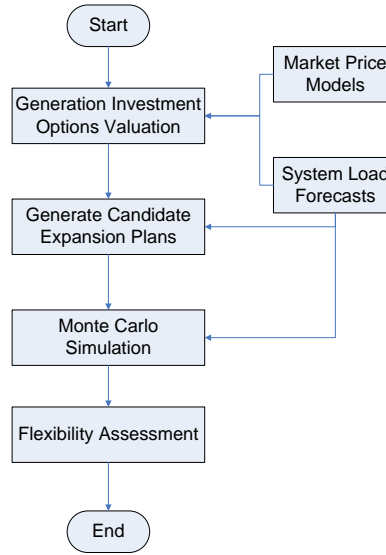 Start
Market Price
Models
Generation Investment
Options Valuation
System Load
Forecasts
Generate Candidate
Expansion Plans
Monte Carlo
Simulation
Flexibility Assessment
End